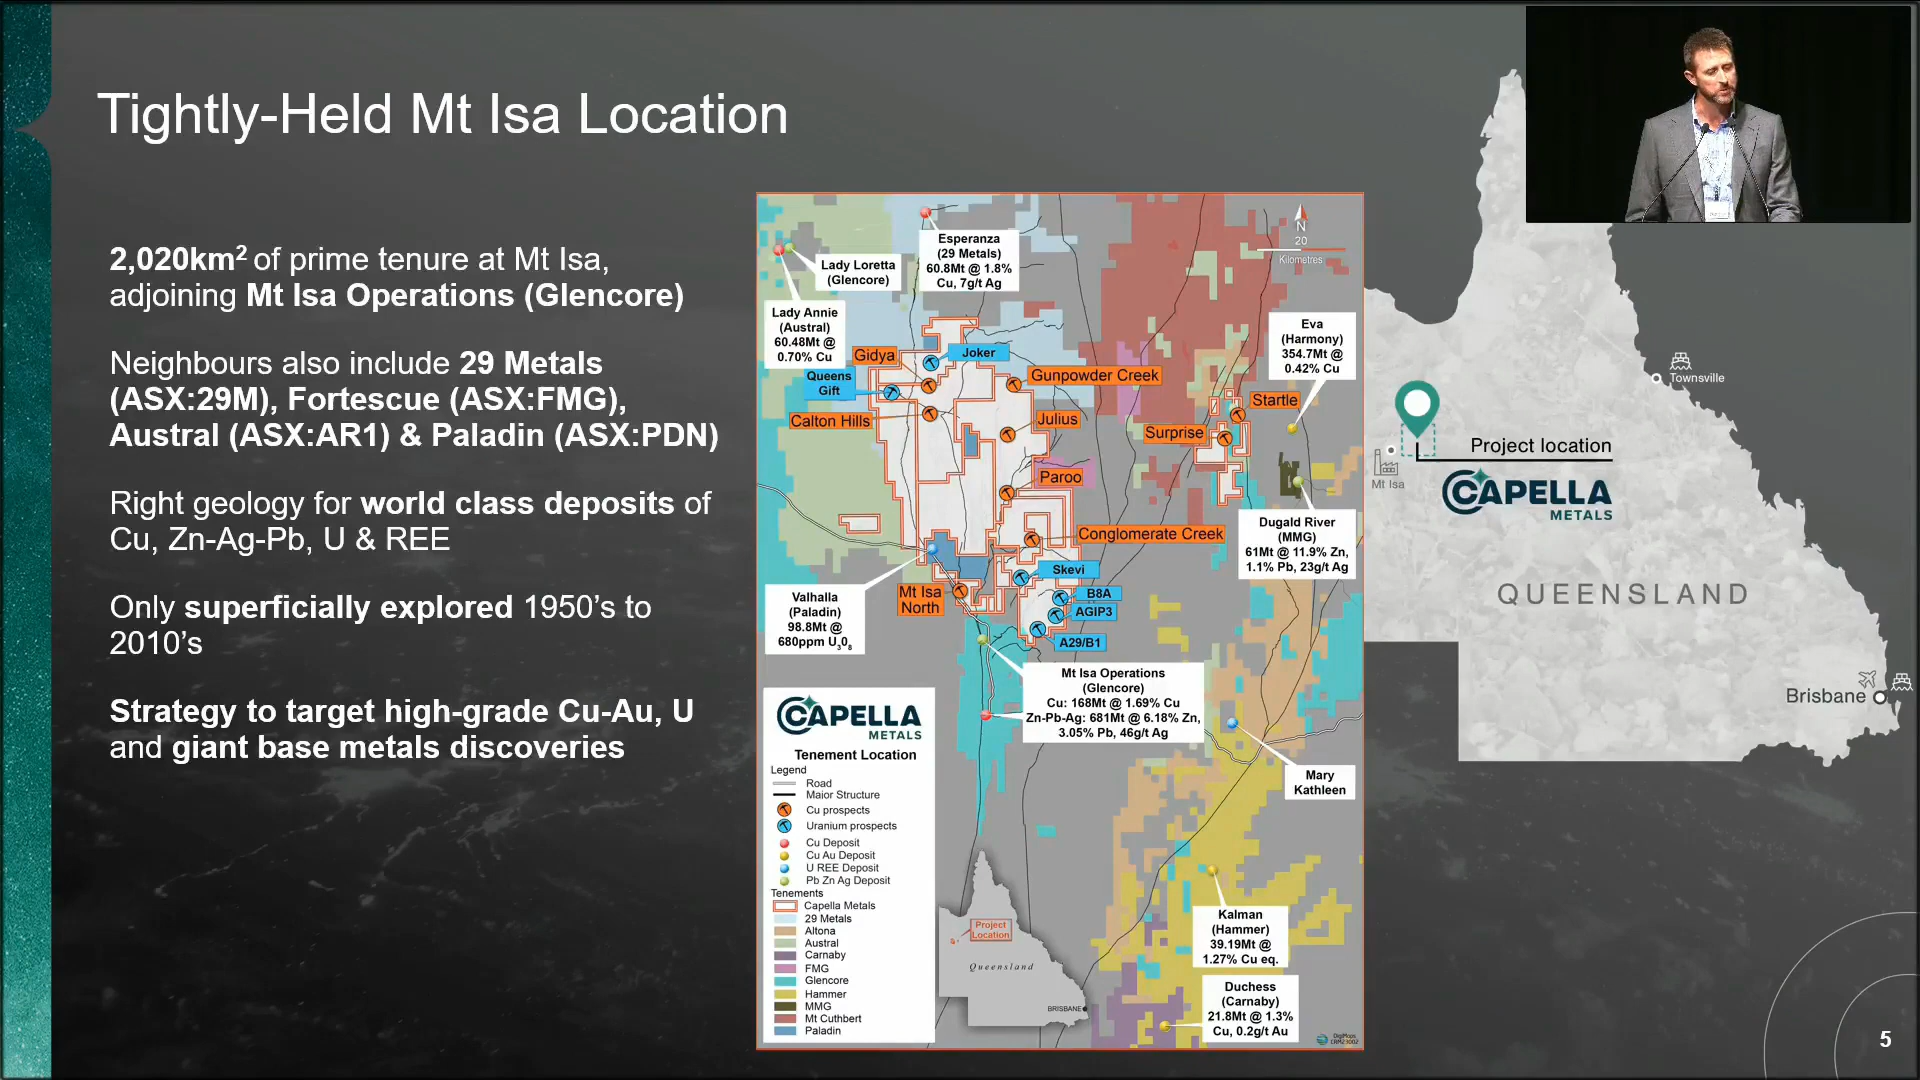 Tightly-Held Mt Isa Location
2,020km² of prime tenure at Mt Isa,
adjoining Mt Isa Operations (Glencore)
Neighbours also include 29 Metals
(ASX:29M), Fortescue (ASX:FMG),
Austral (ASX:AR1) & Paladin (ASX:PDN)
Right geology for world class deposits of
Cu, Zn-Ag-Pb, U & REE
Only superficially explored 1950's to
2010's
Strategy to target high-grade Cu-Au, U
and giant base metals discoveries
Esperanza
(29 Metals)
60.8Mt @ 1.8%
Cu, 7g/t Ag
N
20
Kilometres
Lady Loretta
(Glencore)
Lady Annie
(Austral)
60.48Mt @
0.70% Cu
Eva
(Harmony)
354.7Mt @
0.42% Cu
Gidya
Joker
Queens
Gift
Gunpowder Creek
Calton Hills
Julius
Startle
Surprise
Paroo
Conglomerate Creek
Dugald River
(MMG)
61Mt @ 11.9% Zn,
1.1% Pb, 23g/t Ag
Skevi
Mt Isa
North
B8A
AGIP3
A29/B1
Valhalla
(Paladin)
98.8Mt @
680ppm U₃0₈
Mt Isa Operations
(Glencore)
Cu: 168Mt @ 1.69% Cu
Zn-Pb-Ag: 681Mt @ 6.18% Zn,
3.05% Pb, 46g/t Ag
Mary
Kathleen
Kalman
(Hammer)
39.19Mt @
1.27% Cu eq.
Duchess
(Carnaby)
21.8Mt @ 1.3%
Cu, 0.2g/t Au
CAPELLA
METALS
Tenement Location
Legend
Road
Major Structure
Cu prospects
Uranium prospects
Cu Deposit
Cu Au Deposit
U REE Deposit
Pb Zn Ag Deposit
Tenements
Capella Metals
29 Metals
Altona
Austral
Carnaby
FMG
Glencore
Hammer
MMG
Mt Cuthbert
Paladin
Project
Location
Queensland
BRISBANE
DigiMaps
Townsville
Project location
Mt Isa
CAPELLA
METALS
QUEENSLAND
Brisbane
5